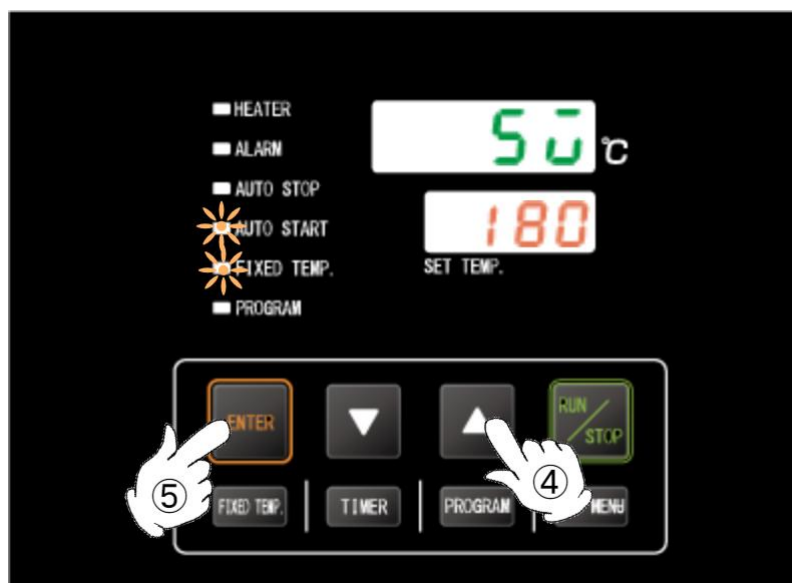 HEATER
ALARM
AUTO STOP
AUTO START
FIXED TEMP.
PROGRAM
Sū °C
180
SET TEMP.
ENTER ▼ ▲ RUN/STOP
⑤ ④
FIXED TEMP. TIMER PROGRAM MENU